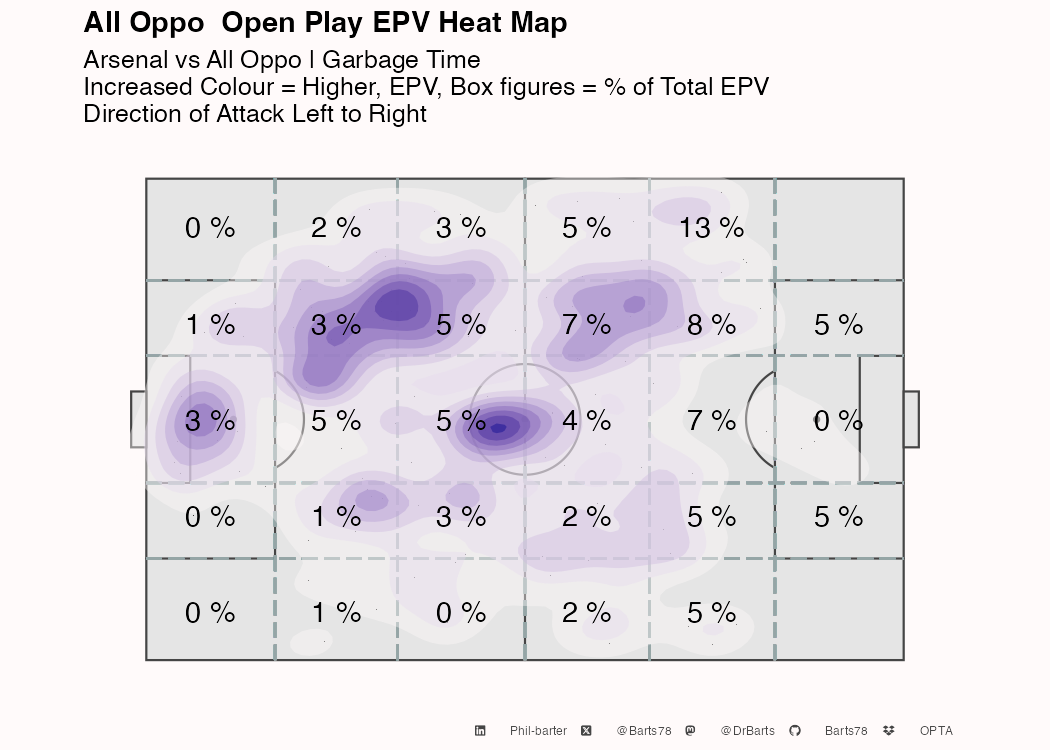 All Oppo  Open Play EPV Heat Map
Arsenal vs All Oppo | Garbage Time
Increased Colour = Higher, EPV, Box figures = % of Total EPV
Direction of Attack Left to Right
0 % 2 % 3 % 5 % 13 %
1 % 3 % 5 % 7 % 8 % 5 %
3 % 5 % 5 % 4 % 7 % 0 %
0 % 1 % 3 % 2 % 5 % 5 %
0 % 1 % 0 % 2 % 5 %
Phil-barter @Barts78 @DrBarts Barts78 OPTA